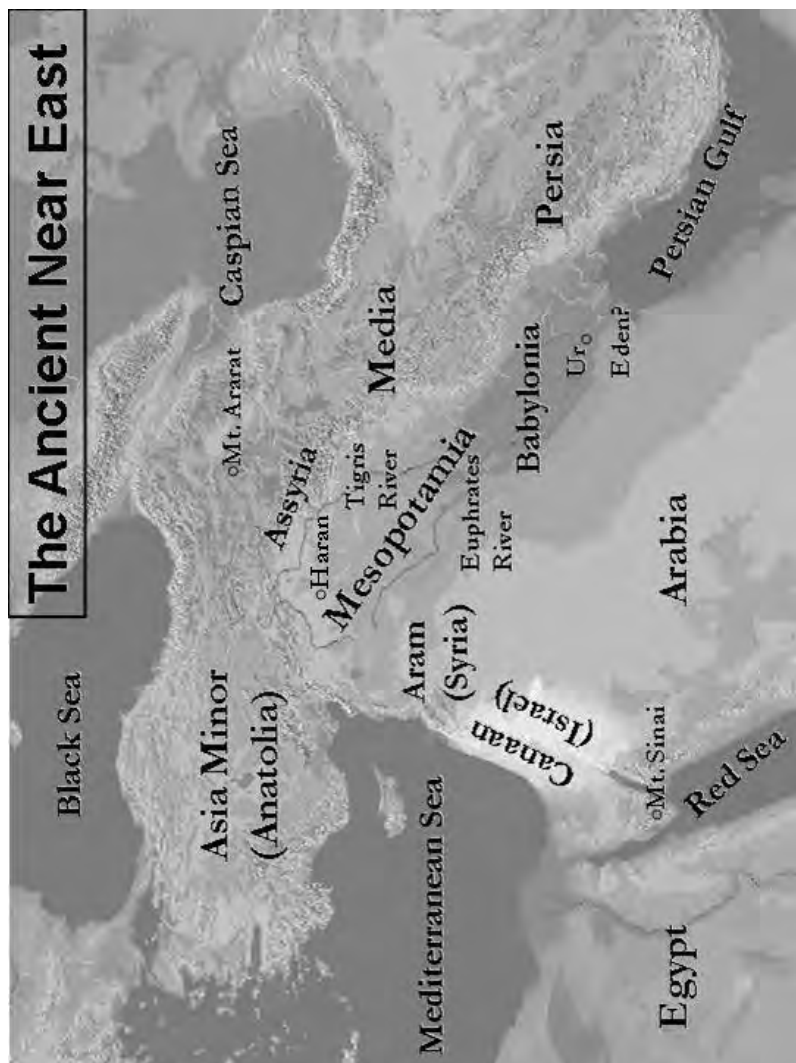 The Ancient Near East
Black Sea
Caspian Sea
Mt. Ararat
Asia Minor
(Anatolia)
Assyria
Haran
Tigris
River
Media
Mesopotamia
Persia
Mediterranean Sea
Aram
(Syria)
Euphrates
River
Babylonia
Ur
Eden?
Persian Gulf
Canaan
(Israel)
Arabia
Mt. Sinai
Red Sea
Egypt